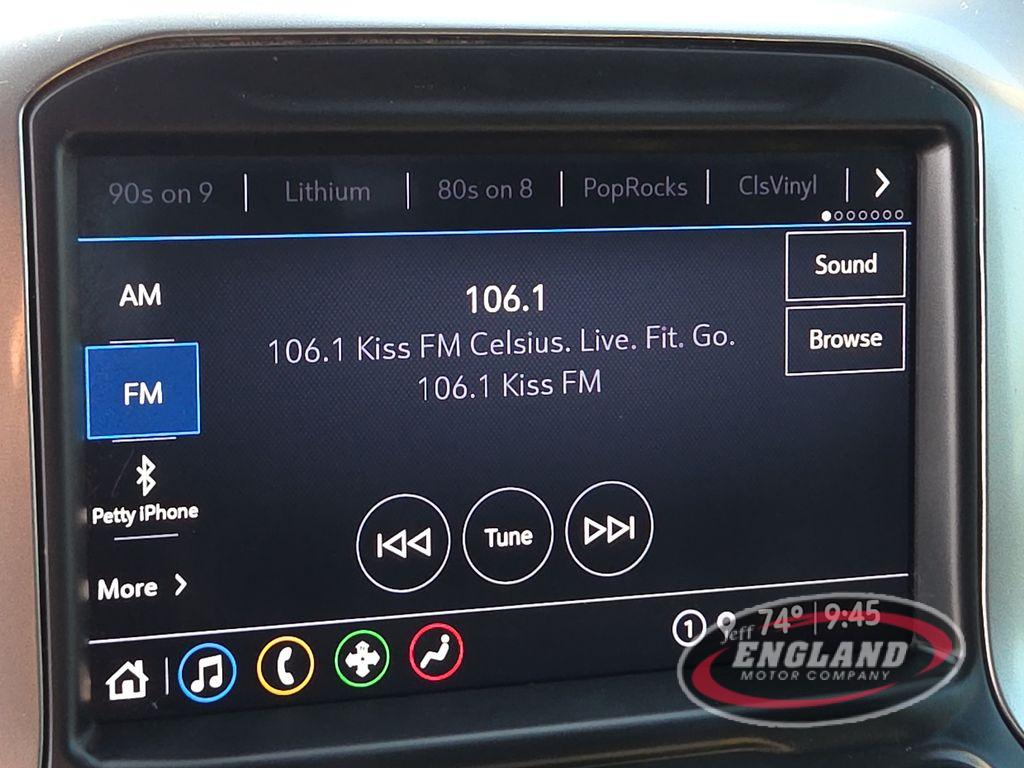 90s on 9 Lithium 80s on 8 PopRocks ClsVinyl
Sound
AM
106.1
106.1 Kiss FM Celsius. Live. Fit. Go.
Browse
FM
106.1 Kiss FM
Petty iPhone
Tune
More
1 74° 9:45
Jeff
ENGLAND
MOTOR COMPANY